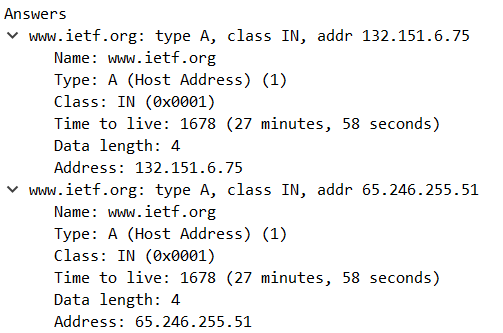 Answers
www.ietf.org: type A, class IN, addr 132.151.6.75
Name: www.ietf.org
Type: A (Host Address) (1)
Class: IN (0x0001)
Time to live: 1678 (27 minutes, 58 seconds)
Data length: 4
Address: 132.151.6.75
www.ietf.org: type A, class IN, addr 65.246.255.51
Name: www.ietf.org
Type: A (Host Address) (1)
Class: IN (0x0001)
Time to live: 1678 (27 minutes, 58 seconds)
Data length: 4
Address: 65.246.255.51